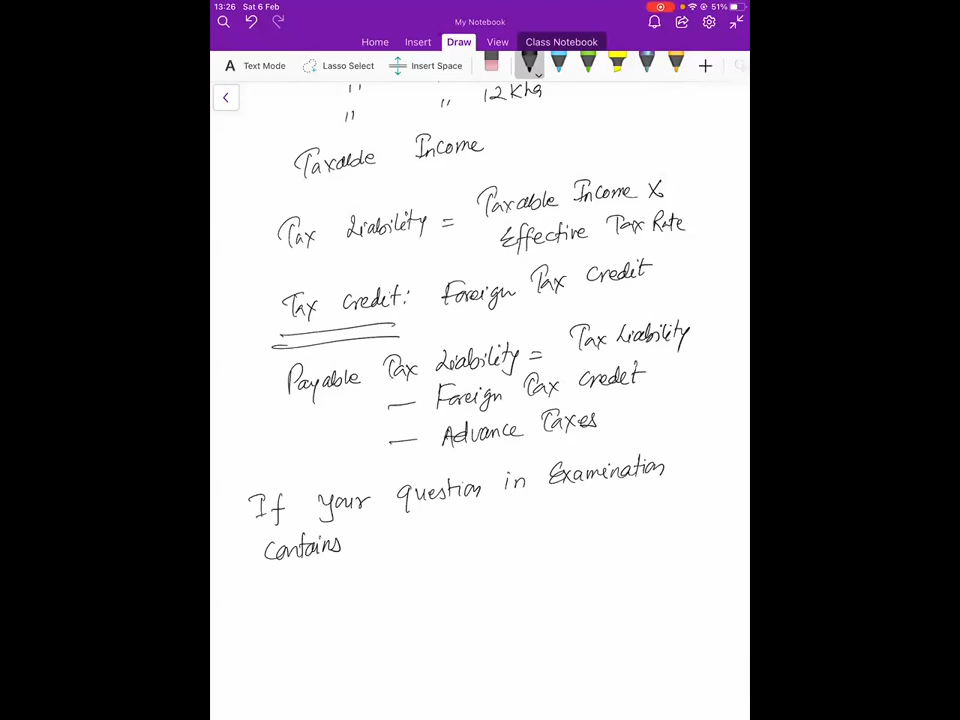 13:26 Sat 6 Feb
51%
My Notebook
Home Insert Draw View Class Notebook
A Text Mode Lasso Select Insert Space
" " 12Kha
" "
Taxable Income
Tax Liability = Taxable Income X
Effective Tax Rate
Tax Credit: Foreign Tax Credit
Payable Tax Liability = Tax Liability
— Foreign Tax Credit
— Advance Taxes
If your question in Examination
contains